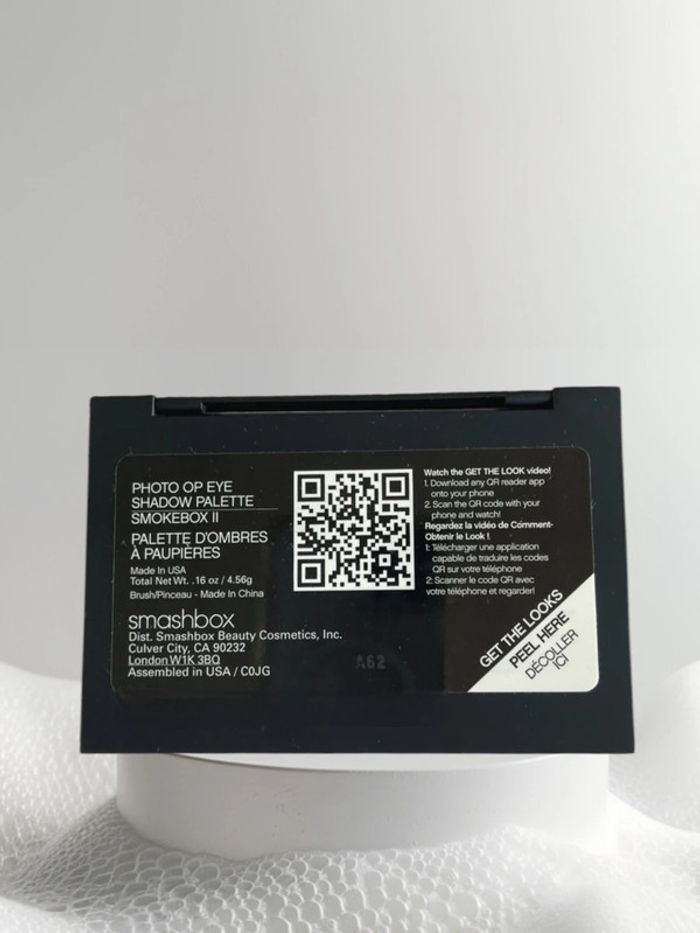 PHOTO OP EYE
SHADOW PALETTE
SMOKEBOX II
PALETTE D'OMBRES
À PAUPIÈRES
Made In USA
Total Net Wt. .16 oz / 4.56g
Brush/Pinceau - Made In China
smashbox
Dist. Smashbox Beauty Cosmetics, Inc.
Culver City, CA 90232
London W1K 3BQ
Assembled in USA / C0JG
A62
Watch the GET THE LOOK video!
1. Download any QR reader app
onto your phone
2. Scan the QR code with your
phone and watch!
Regardez la vidéo de Comment-
Obtenir le Look !
1: Télécharger une application
capable de traduire les codes
QR sur votre téléphone
2: Scanner le code QR avec
votre téléphone et regarder!
GET THE LOOKS
PEEL HERE
DÉCOLLER
ICI